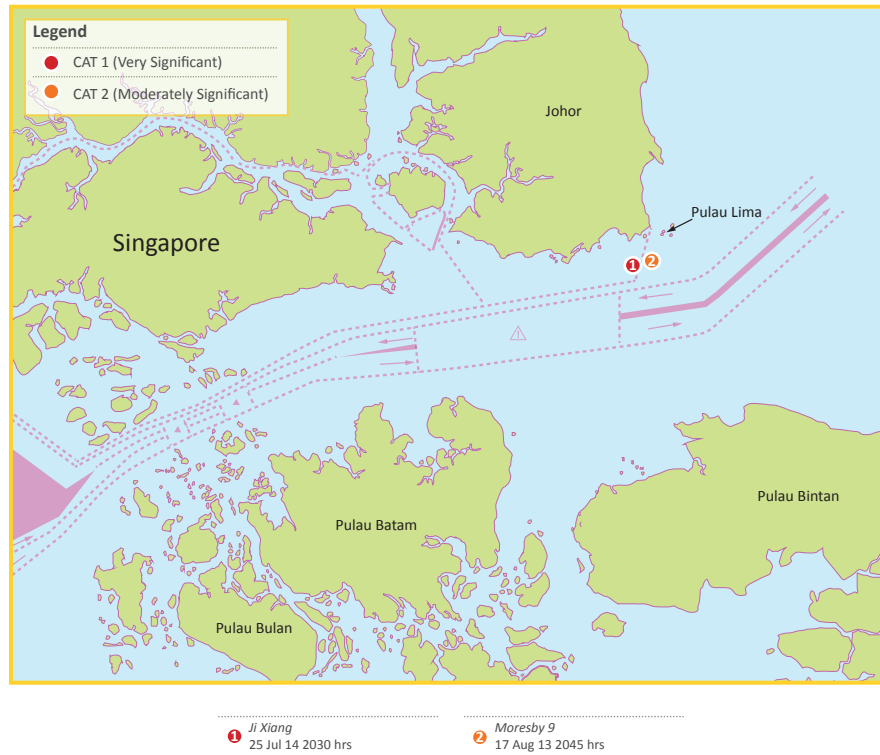 Legend
CAT 1 (Very Significant)
CAT 2 (Moderately Significant)
Johor
Pulau Lima
Singapore
1 2
Pulau Bintan
Pulau Batam
Pulau Bulan
1 Ji Xiang
25 Jul 14 2030 hrs
2 Moresby 9
17 Aug 13 2045 hrs